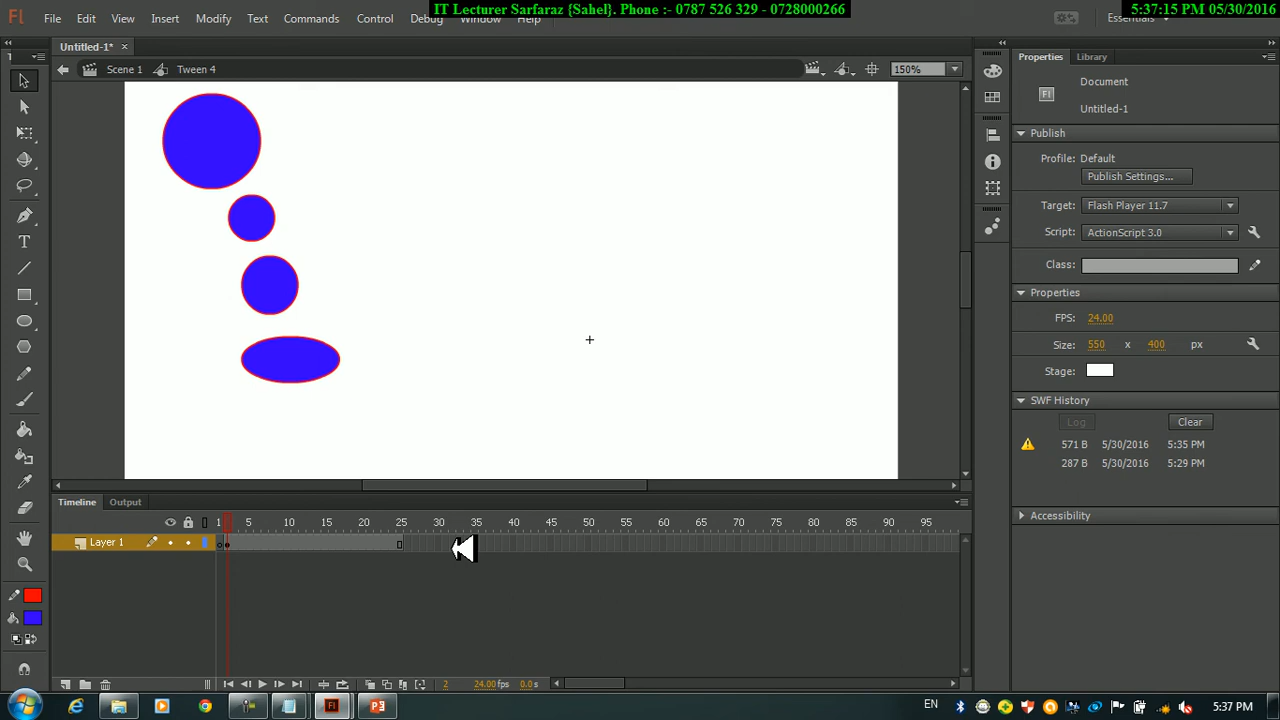 IT Lecturer Sarfaraz {Sahel}. Phone :- 0787 526 329 - 0728000266
5:37:15 PM 05/30/2016
Fl File Edit View Insert Modify Text Commands Control Debug Window Help Essentials
Untitled-1* ×
Scene 1 Tween 4 150%
Properties Library
Fl Document
Untitled-1
Publish
Profile: Default
Publish Settings...
Target: Flash Player 11.7
Script: ActionScript 3.0
Class:
Properties
FPS: 24.00
Size: 550 x 400 px
Stage:
SWF History
Log Clear
571 B 5/30/2016 5:35 PM
287 B 5/30/2016 5:29 PM
Accessibility
Timeline Output
1 5 10 15 20 25 30 35 40 45 50 55 60 65 70 75 80 85 90 95
Layer 1
2 24.00fps 0.0s
EN 5:37 PM